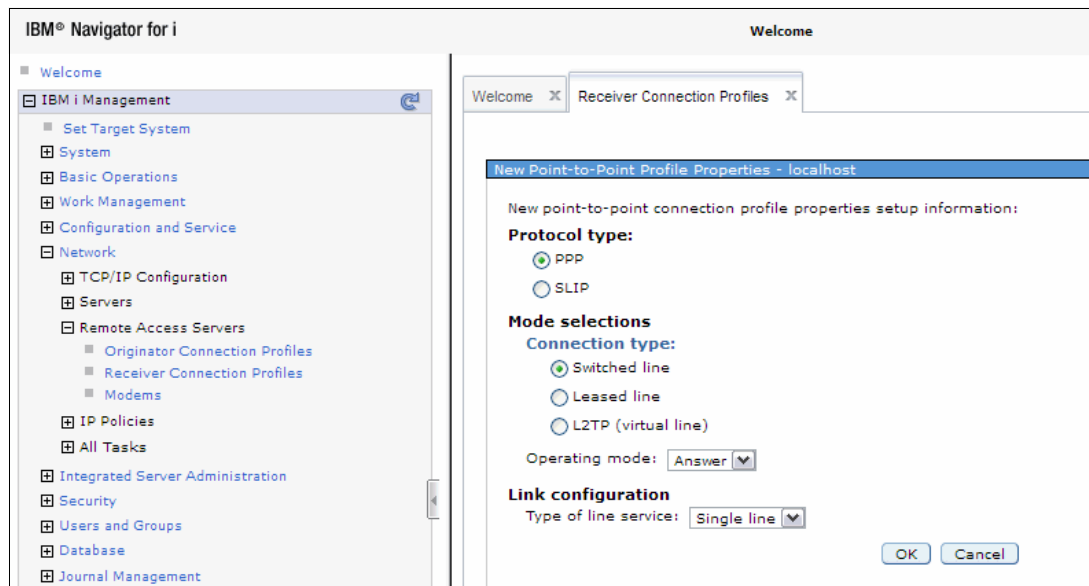 IBM® Navigator for i
Welcome
Welcome
IBM i Management
Set Target System
System
Basic Operations
Work Management
Configuration and Service
Network
TCP/IP Configuration
Servers
Remote Access Servers
Originator Connection Profiles
Receiver Connection Profiles
Modems
IP Policies
All Tasks
Integrated Server Administration
Security
Users and Groups
Database
Journal Management
Welcome X Receiver Connection Profiles X
New Point-to-Point Profile Properties - localhost
New point-to-point connection profile properties setup information:
Protocol type:
PPP
SLIP
Mode selections
Connection type:
Switched line
Leased line
L2TP (virtual line)
Operating mode: Answer
Link configuration
Type of line service: Single line
OK Cancel